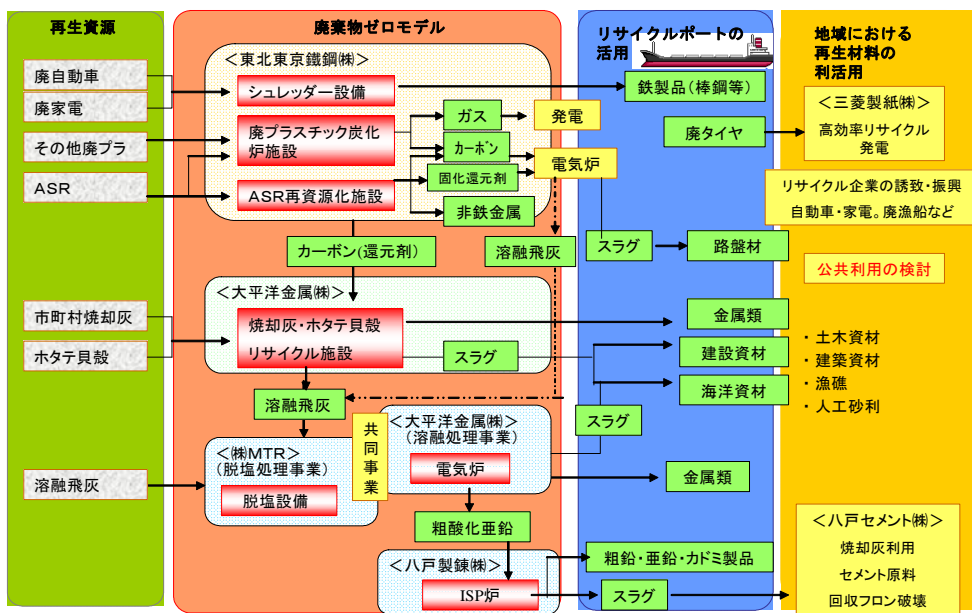 再生資源
廃自動車
廃家電
その他廃プラ
ASR
市町村焼却灰
ホタテ貝殻
溶融飛灰
廃棄物ゼロモデル
＜東北東京鐵鋼㈱＞
シュレッダー設備
廃プラスチック炭化
炉施設
ASR再資源化施設
ガス
カーボン
固化還元剤
非鉄金属
発電
電気炉
カーボン(還元剤)
溶融飛灰
＜大平洋金属㈱＞
焼却灰・ホタテ貝殻
リサイクル施設
スラグ
溶融飛灰
共同事業
＜㈱MTR＞
(脱塩処理事業)
脱塩設備
＜大平洋金属㈱＞
(溶融処理事業)
電気炉
粗酸化亜鉛
＜八戸製錬㈱＞
ISP炉
リサイクルポートの
活用
鉄製品(棒鋼等)
廃タイヤ
スラグ
路盤材
金属類
建設資材
海洋資材
スラグ
金属類
粗鉛・亜鉛・カドミ製品
スラグ
地域における
再生材料の
利活用
＜三菱製紙㈱＞
高効率リサイクル
発電
リサイクル企業の誘致・振興
自動車・家電。廃漁船など
公共利用の検討
・土木資材
・建築資材
・漁礁
・人工砂利
＜八戸セメント㈱＞
焼却灰利用
セメント原料
回収フロン破壊